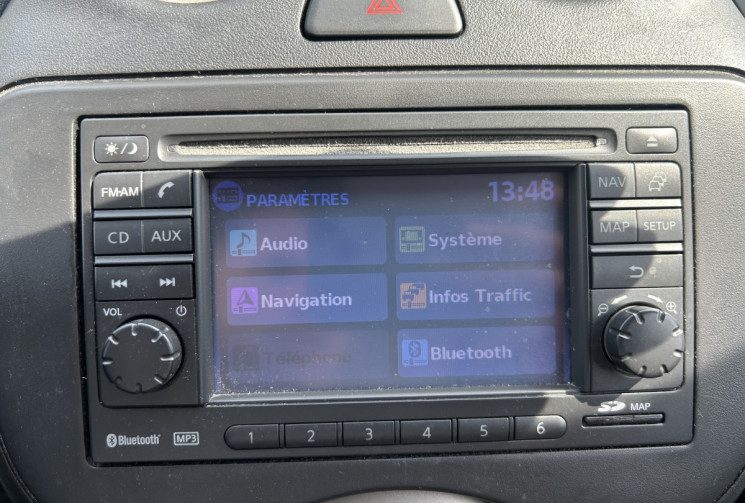 FM·AM
CD AUX
VOL
PARAMÈTRES 13:48
Audio Système
Navigation Infos Traffic
Téléphone Bluetooth
NAV
MAP SETUP
Bluetooth® MP3
1 2 3 4 5 6
SD MAP